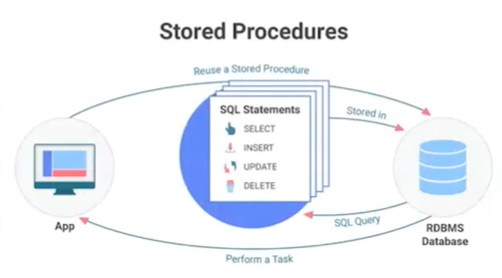 Stored Procedures
Reuse a Stored Procedure
SQL Statements
SELECT
INSERT
UPDATE
DELETE
Stored in
App
SQL Query
RDBMS
Database
Perform a Task